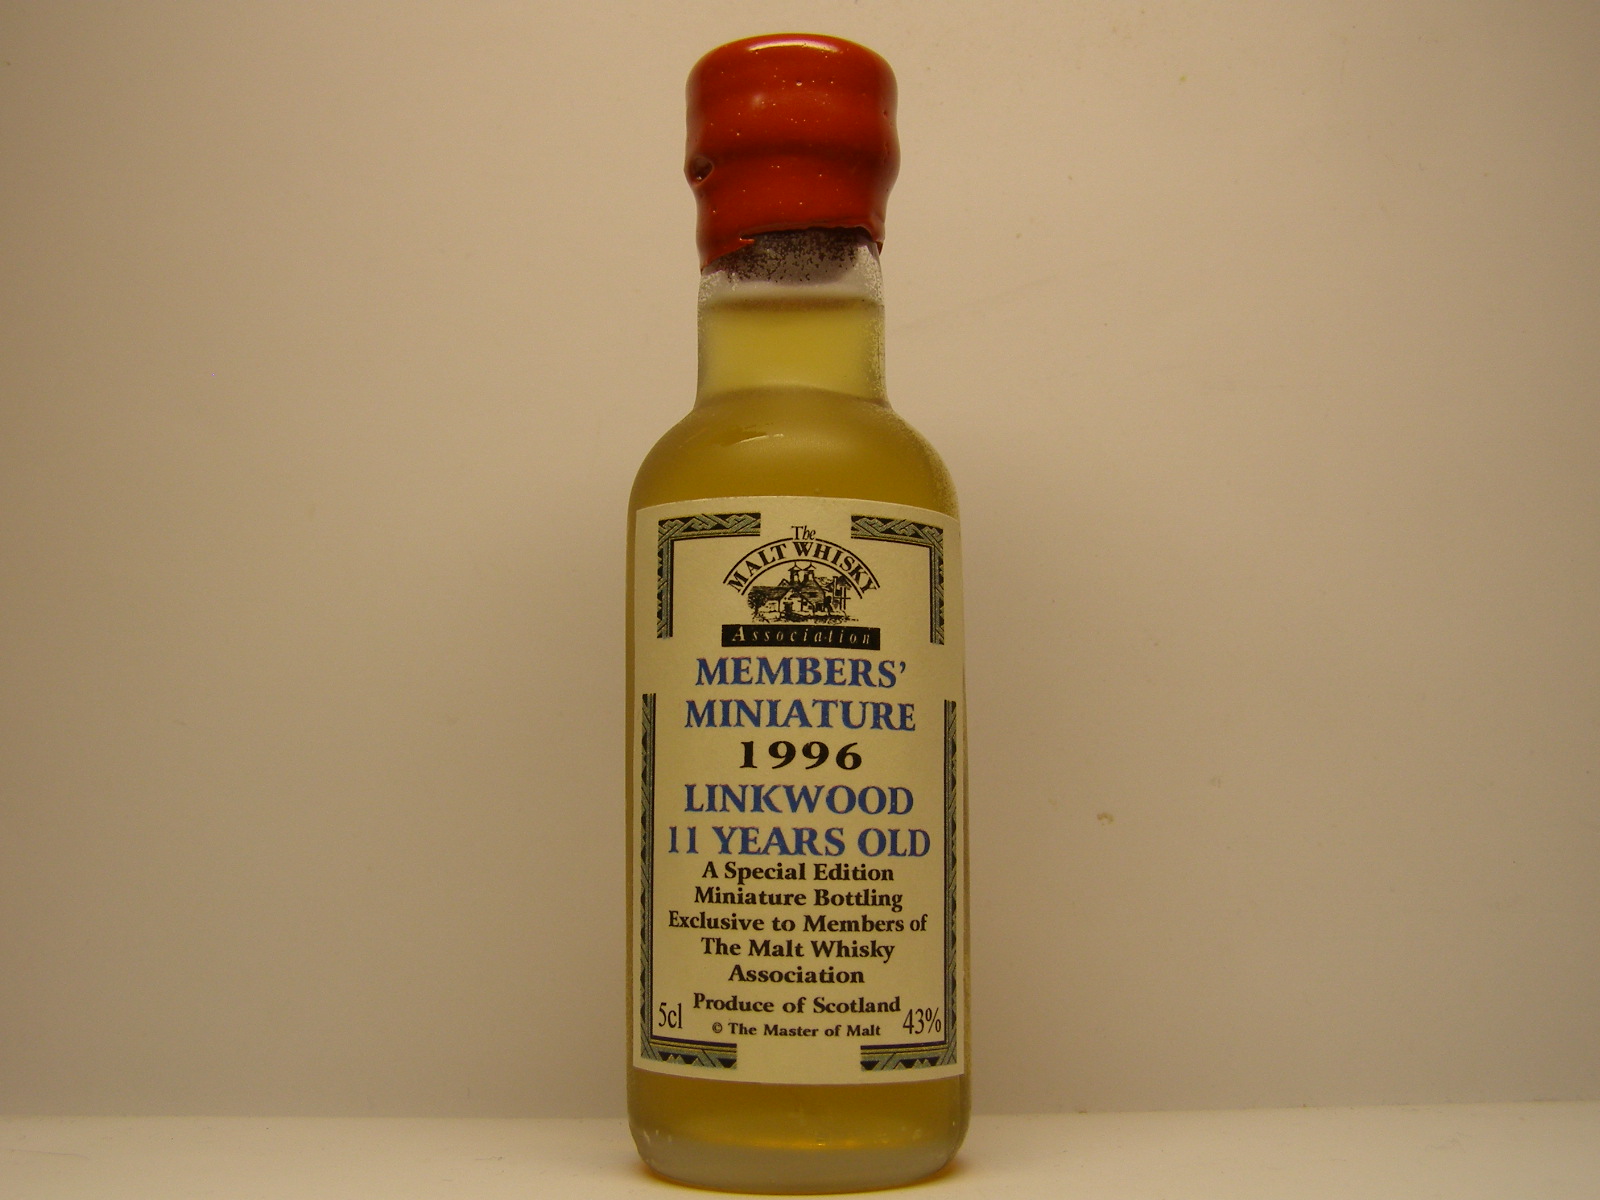 The
MALT WHISKY
Association
MEMBERS'
MINIATURE
1996
LINKWOOD
11 YEARS OLD
A Special Edition
Miniature Bottling
Exclusive to Members of
The Malt Whisky
Association
Produce of Scotland
5cl © The Master of Malt 43%